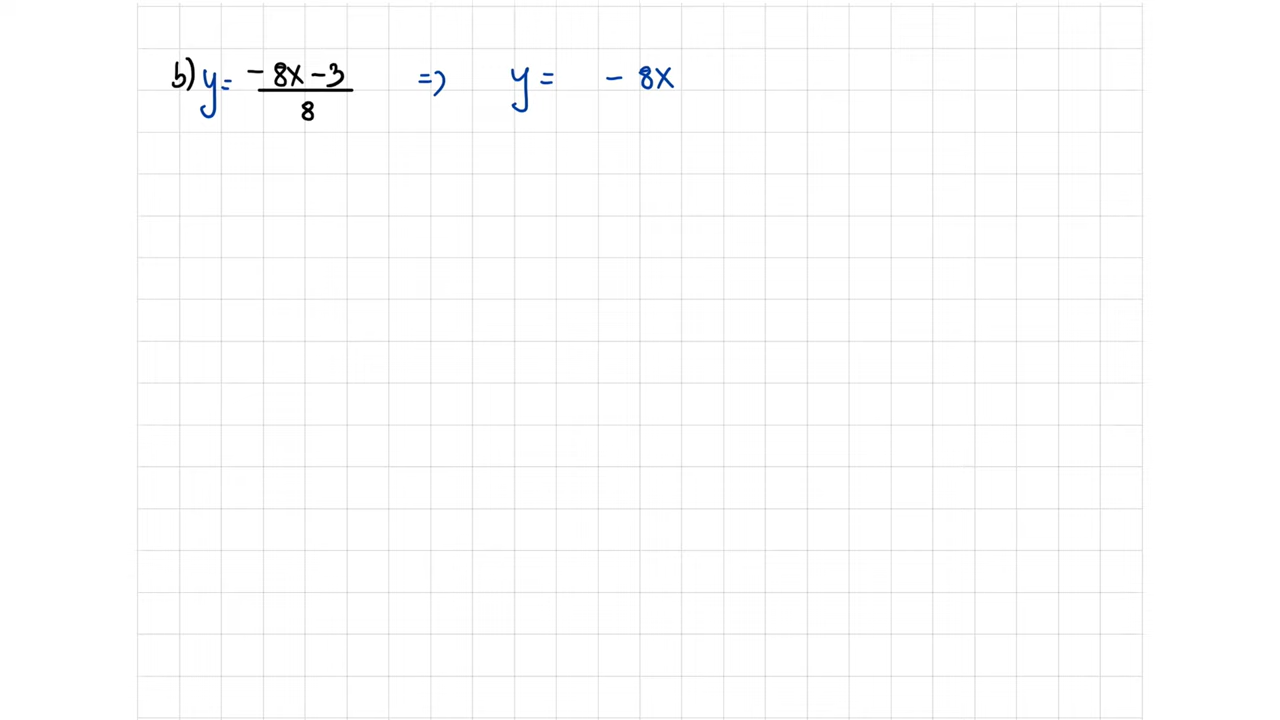 b) y = (-8x - 3)/8 => y = - 8x